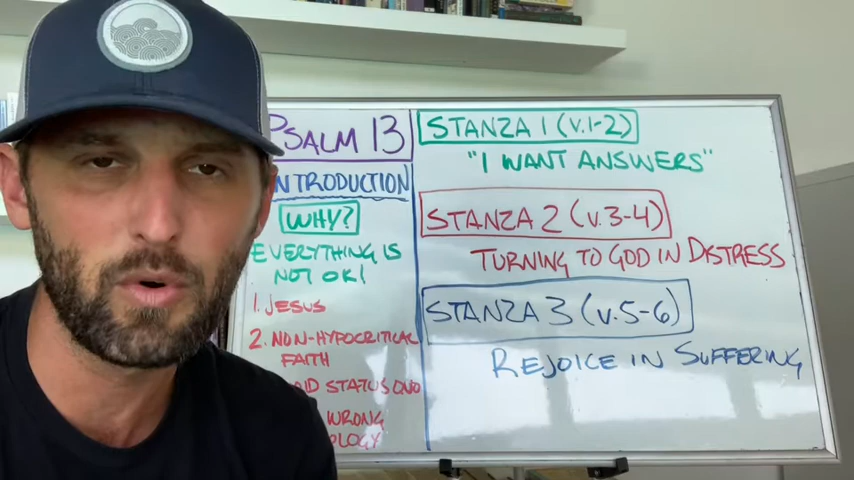 PSALM 13
INTRODUCTION
WHY?
EVERYTHING IS
NOT OK!
1. JESUS
2. NON-HYPOCRITICAL
FAITH
STATUS QUO
WRONG
STANZA 1 (v.1-2)
"I WANT ANSWERS"
STANZA 2 (v.3-4)
TURNING TO GOD IN DISTRESS
STANZA 3 (v.5-6)
REJOICE IN SUFFERING